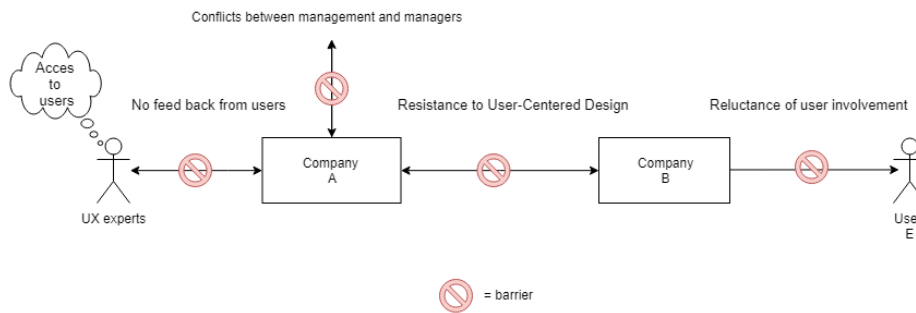 Conflicts between management and managers
Acces
to
users
No feed back from users
Resistance to User-Centered Design
Reluctance of user involvement
Company
A
Company
B
UX experts
Use
E
= barrier